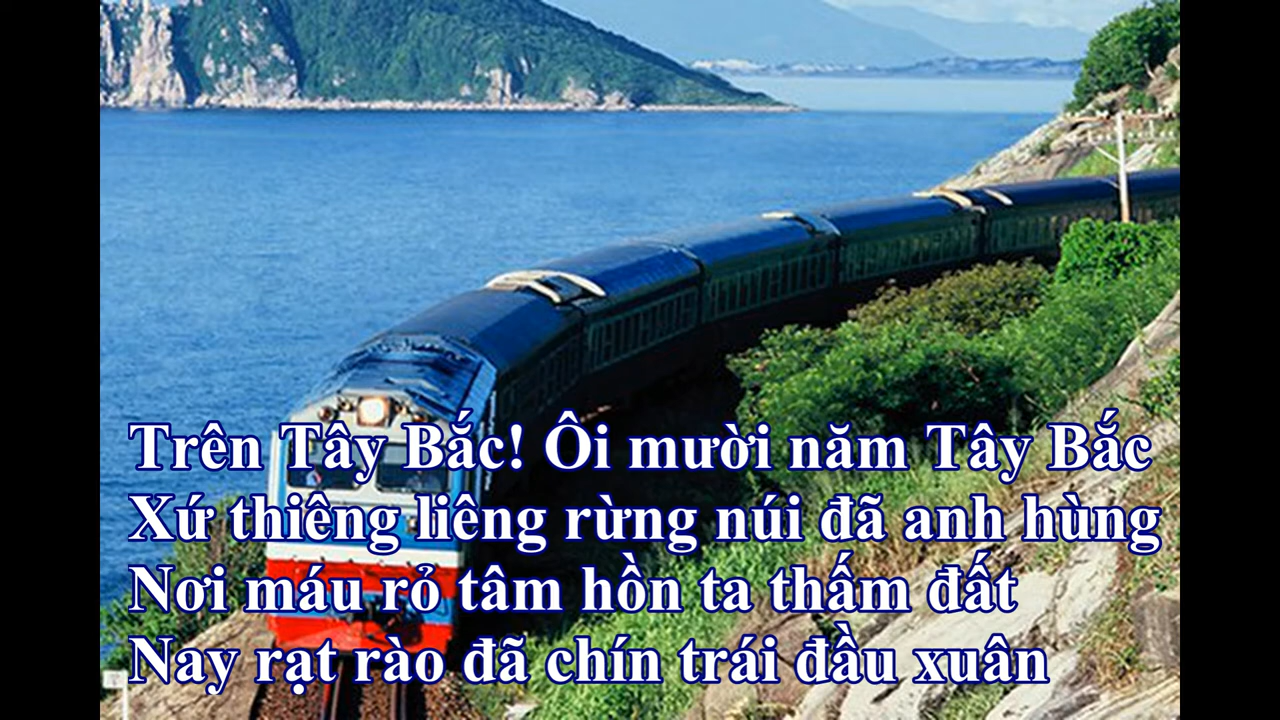 Trên Tây Bắc! Ôi mười năm Tây Bắc
Xứ thiêng liêng rừng núi đã anh hùng
Nơi máu rỏ tâm hồn ta thấm đất
Nay rạt rào đã chín trái đầu xuân